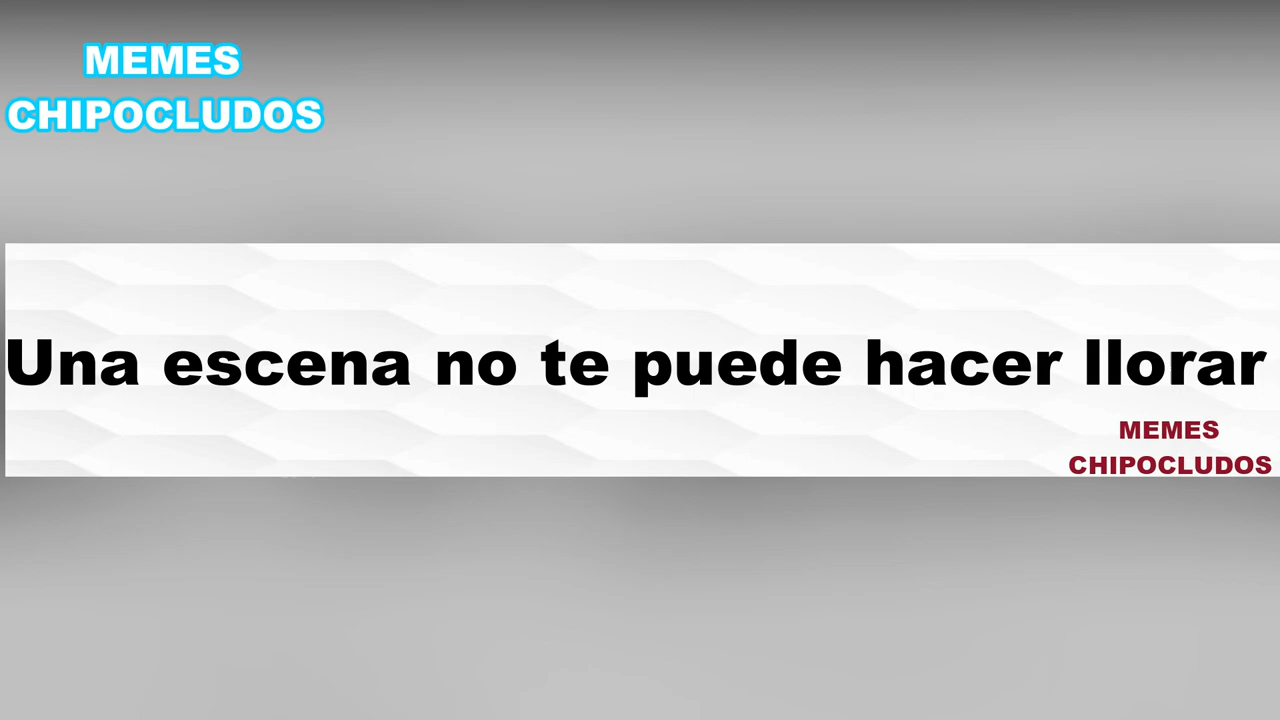 MEMES
CHIPOCLUDOS
Una escena no te puede hacer llorar
MEMES
CHIPOCLUDOS